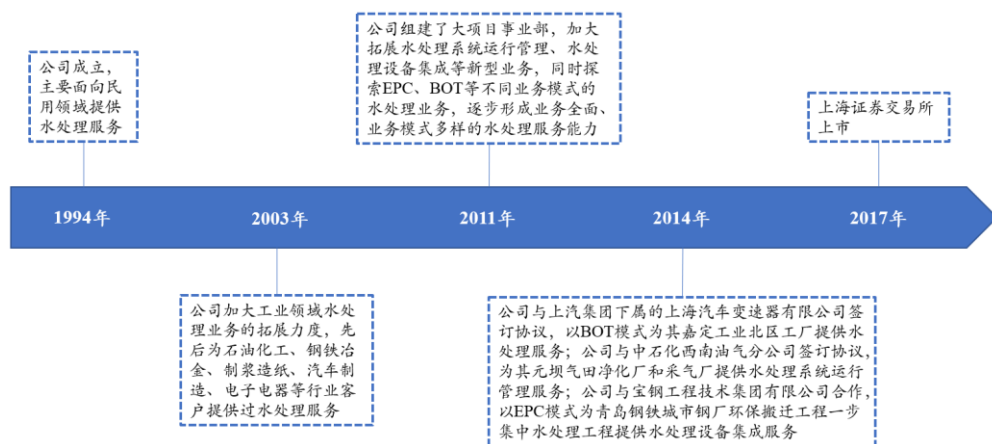 公司成立，
主要面向民
用领域提供
水处理服务
公司组建了大项目事业部，加大
拓展水处理系统运行管理、水处
理设备集成等新型业务，同时探
索EPC、BOT等不同业务模式的
水处理业务，逐步形成业务全面、
业务模式多样的水处理服务能力
上海证券交易所
上市
1994年
2003年
2011年
2014年
2017年
公司加大工业领域水处
理业务的拓展力度，先
后为石油化工、钢铁冶
金、制浆造纸、汽车制
造、电子电器等行业客
户提供过水处理服务
公司与上汽集团下属的上海汽车变速器有限公司签
订协议，以BOT模式为其嘉定工业北区工厂提供水
处理服务；公司与中石化西南油气分公司签订协议，
为其元坝气田净化厂和采气厂提供水处理系统运行
管理服务；公司与宝钢工程技术集团有限公司合作，
以EPC模式为青岛钢铁城市钢厂环保搬迁工程一步
集中水处理工程提供水处理设备集成服务